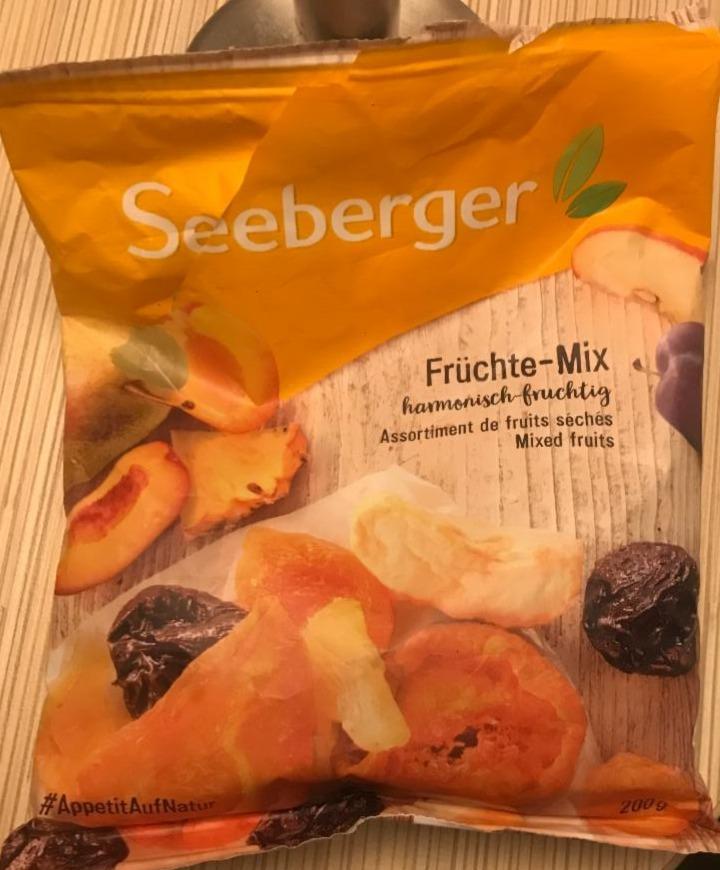 Seeberger
Früchte-Mix
harmonisch-fruchtig
Assortiment de fruits séchés
Mixed fruits
#AppetitAufNatur
200g